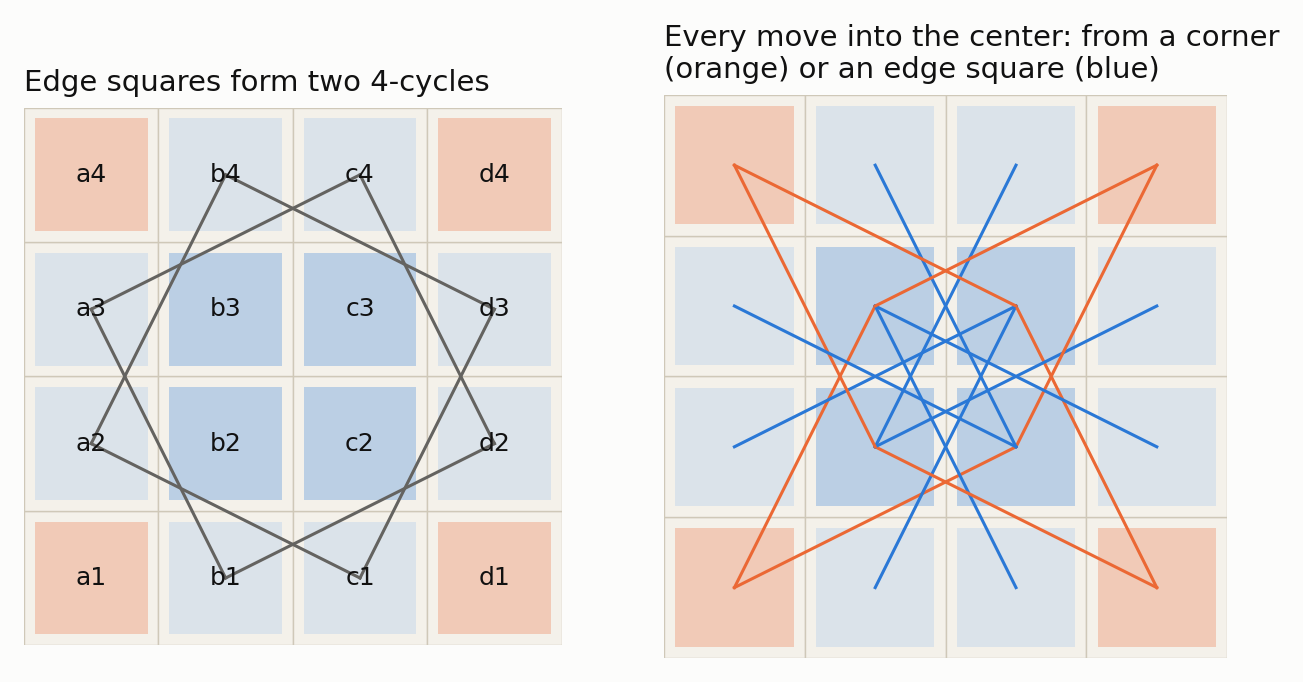 Edge squares form two 4-cycles
Every move into the center: from a corner
(orange) or an edge square (blue)
a4 b4 c4 d4
a3 b3 c3 d3
a2 b2 c2 d2
a1 b1 c1 d1